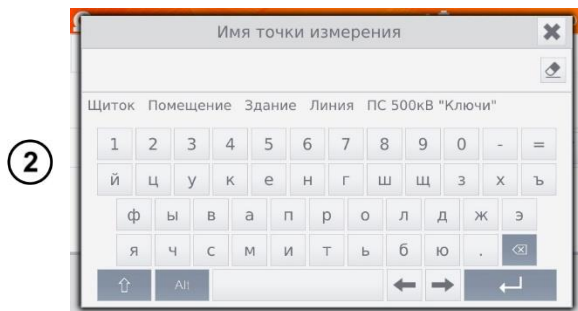 Имя точки измерения
Щиток Помещение Здание Линия ПС 500кВ "Ключи"
1 2 3 4 5 6 7 8 9 0 - =
2
й ц у к е н г ш щ з х ъ
ф ы в а п р о л д ж э
я ч с м и т ь б ю .
Alt